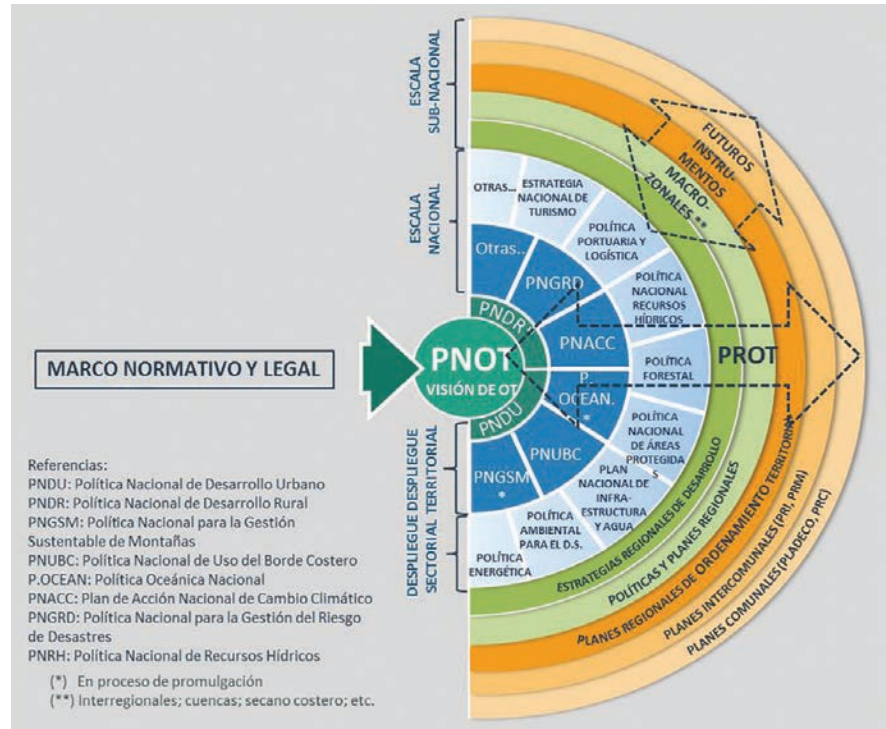 ESCALA
SUB-NACIONAL
ESCALA
NACIONAL
DESPLIEGUE DESPLIEGUE
SECTORIAL TERRITORIAL
MARCO NORMATIVO Y LEGAL
PNOT
VISIÓN DE OT
PNDR*
PNDU
Otras..
PNGRD
PNACC
P.
OCEAN.
*
PNUBC
PNGSM
*
OTRAS...
ESTRATEGIA
NACIONAL DE
TURISMO
POLÍTICA
PORTUARIA Y
LOGÍSTICA
POLÍTICA
NACIONAL
RECURSOS
HÍDRICOS
POLÍTICA
FORESTAL
POLÍTICA
NACIONAL
DE ÁREAS
PROTEGIDA
S
PLAN
NACIONAL DE
INFRA-
ESTRUCTURA
Y AGUA
POLÍTICA
AMBIENTAL
PARA EL D.S.
POLÍTICA
ENERGÉTICA
FUTUROS
INSTRU-
MENTOS
MACRO-
ZONALES **
PROT
ESTRATEGIAS REGIONALES DE DESARROLLO
POLÍTICAS Y PLANES REGIONALES
PLANES REGIONALES DE ORDENAMIENTO TERRITORIAL
PLANES INTERCOMUNALES (PRI, PRM)
PLANES COMUNALES (PLADECO, PRC)
Referencias:
PNDU: Política Nacional de Desarrollo Urbano
PNDR: Política Nacional de Desarrollo Rural
PNGSM: Política Nacional para la Gestión
Sustentable de Montañas
PNUBC: Política Nacional de Uso del Borde Costero
P.OCEAN: Política Oceánica Nacional
PNACC: Plan de Acción Nacional de Cambio Climático
PNGRD: Política Nacional para la Gestión del Riesgo
de Desastres
PNRH: Política Nacional de Recursos Hídricos
(*) En proceso de promulgación
(**) Interregionales; cuencas; secano costero; etc.